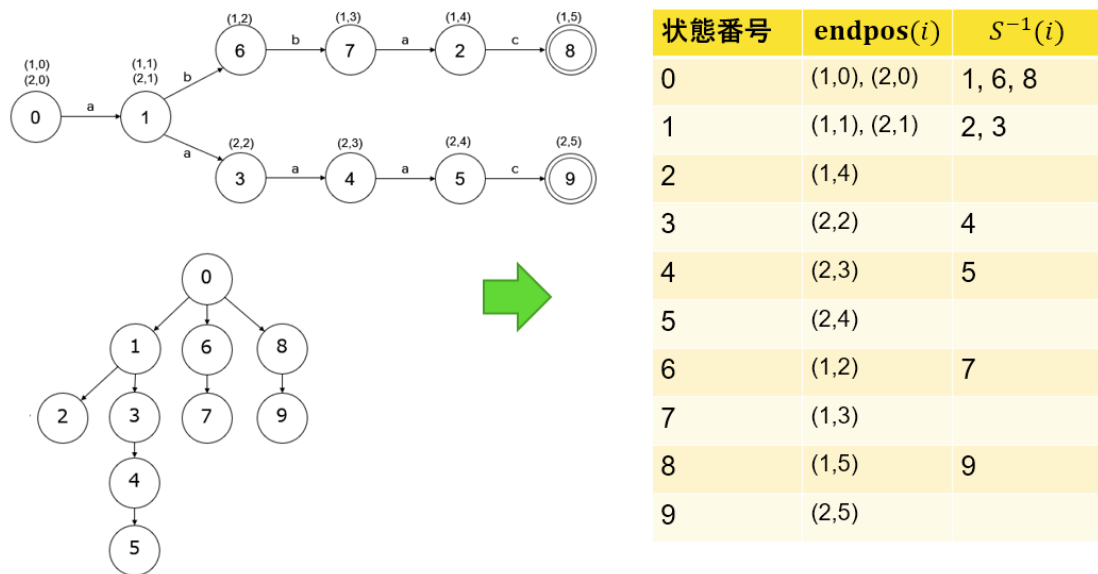 (1,2) (1,3) (1,4) (1,5)
6 b 7 a 2 c 8
(1,0)
(2,0)
(1,1)
(2,1)
b
0 a 1
a
(2,2) (2,3) (2,4) (2,5)
3 a 4 a 5 c 9
0
1 6 8
2 3 7 9
4
5
状態番号 endpos(i) S⁻¹(i)
0 (1,0), (2,0) 1, 6, 8
1 (1,1), (2,1) 2, 3
2 (1,4)
3 (2,2) 4
4 (2,3) 5
5 (2,4)
6 (1,2) 7
7 (1,3)
8 (1,5) 9
9 (2,5)